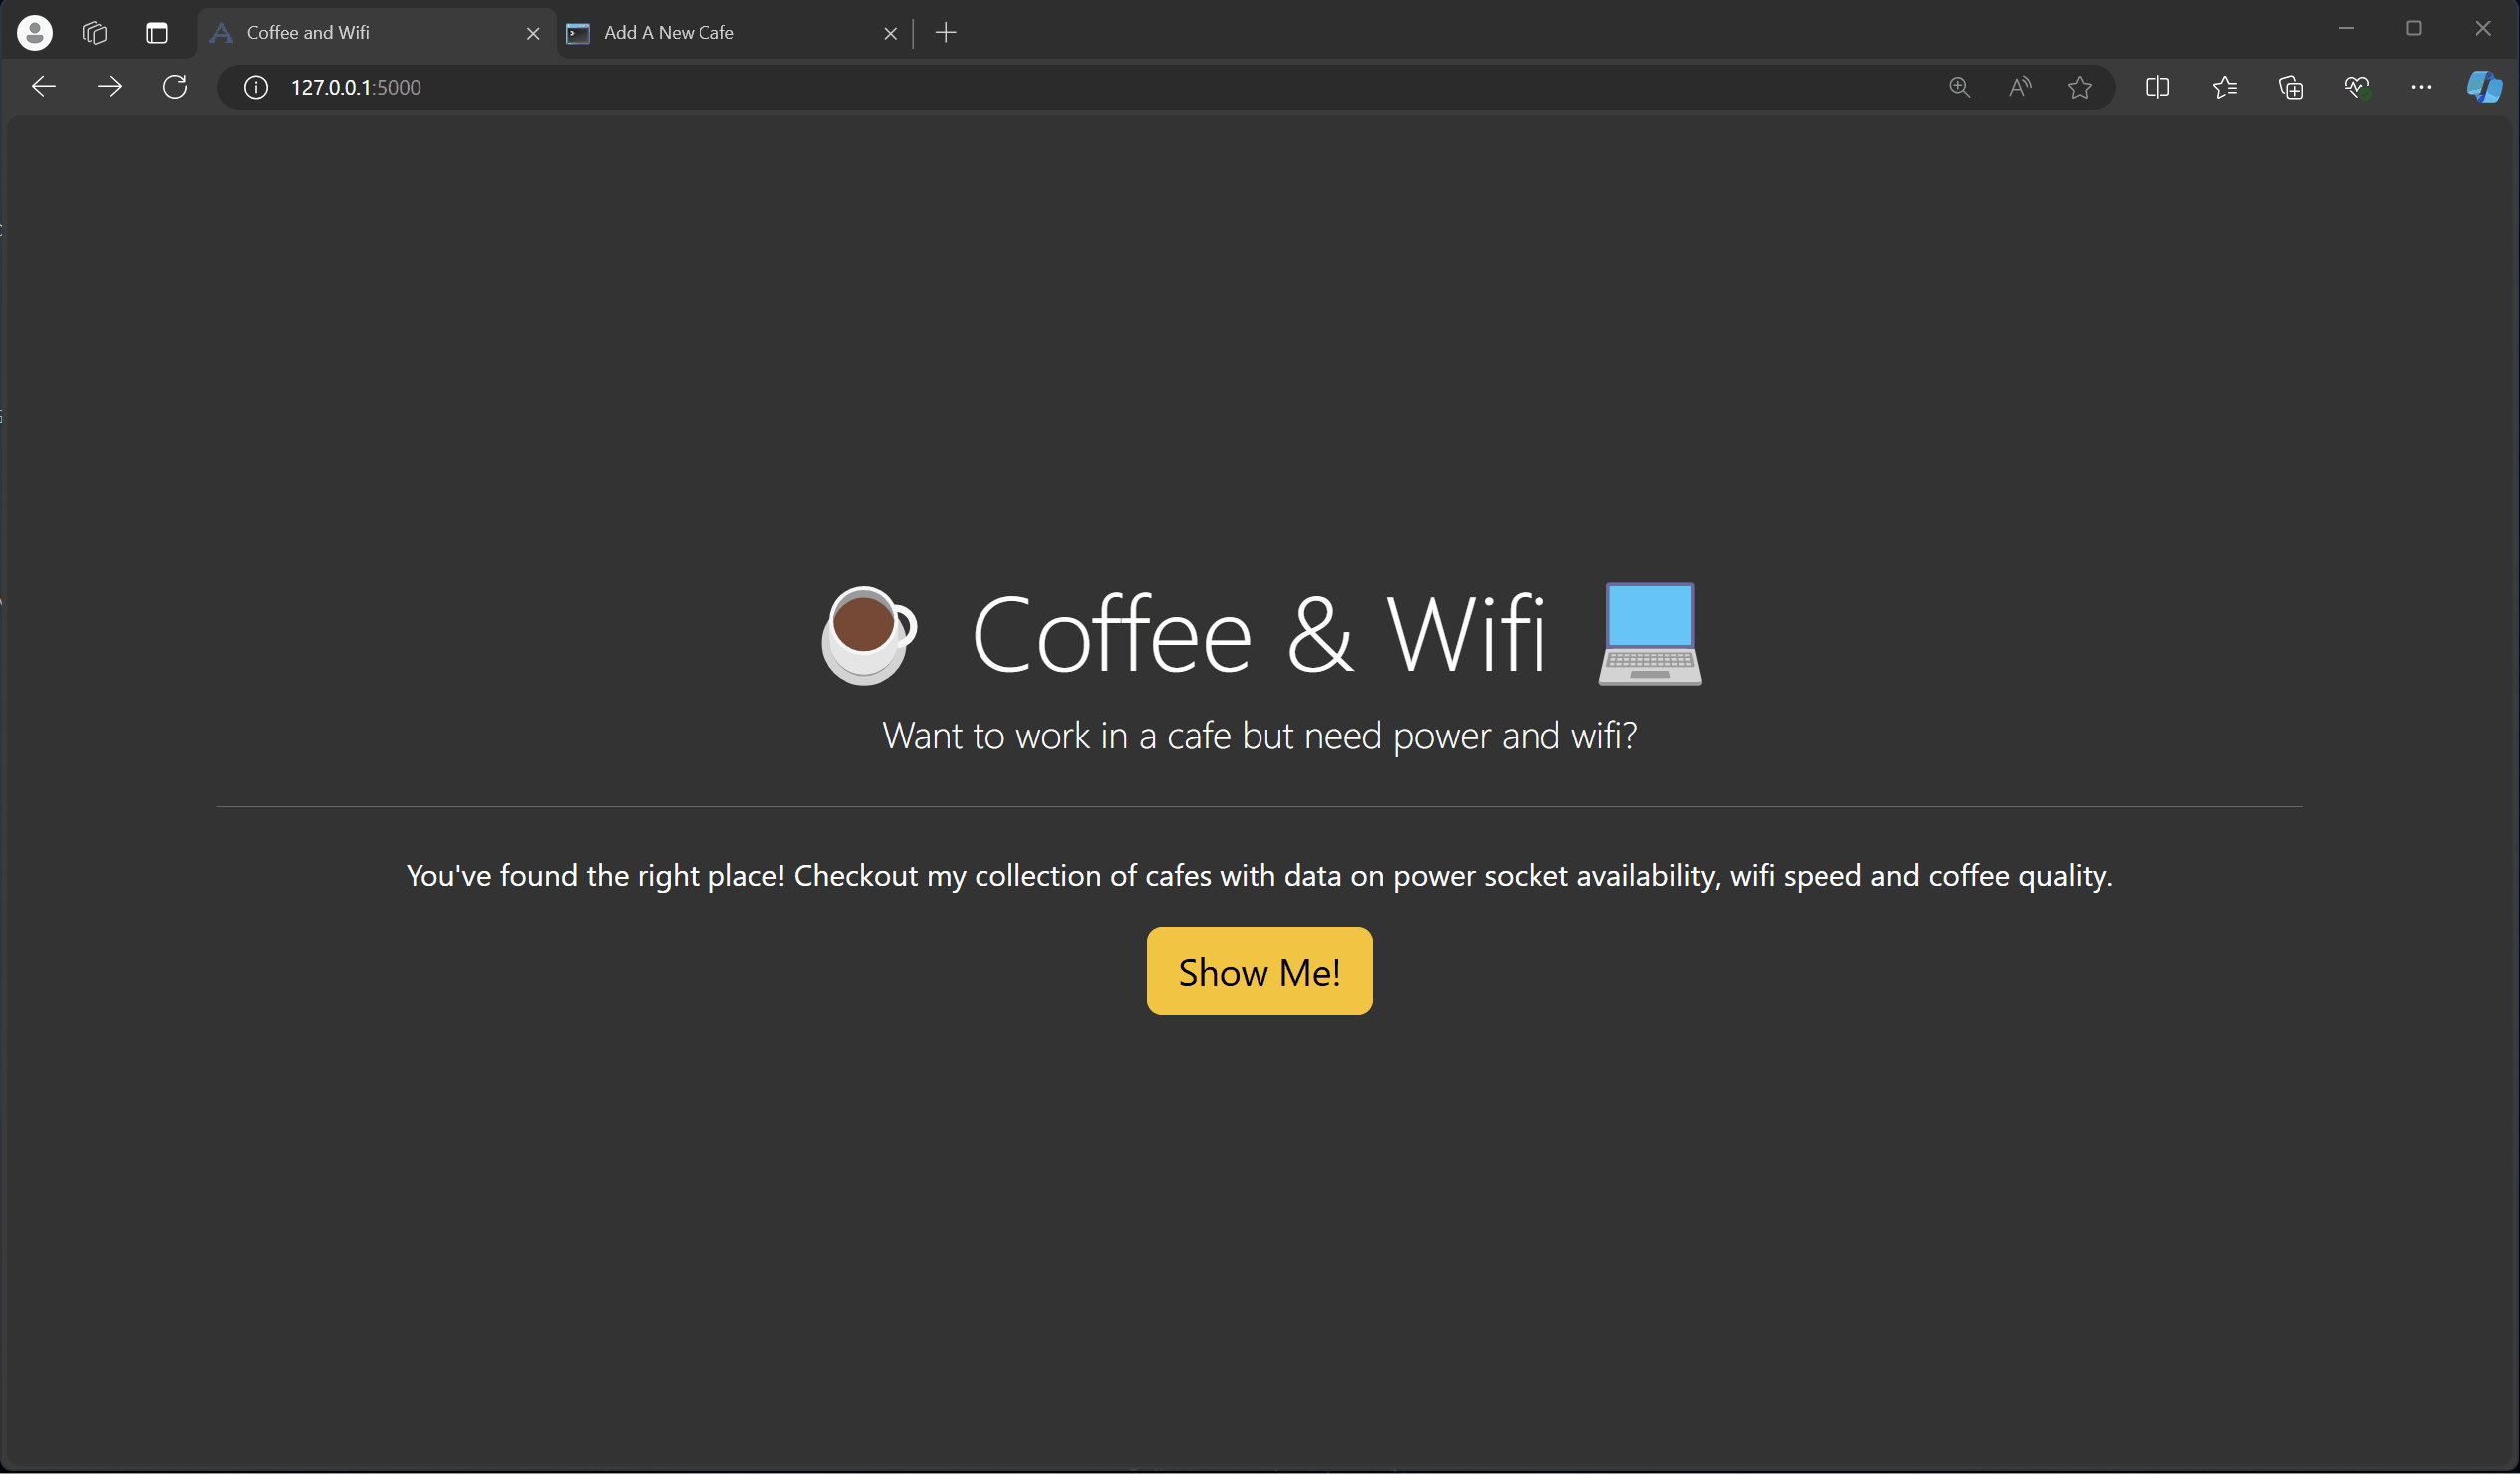 Coffee and Wifi
Add A New Cafe
127.0.0.1:5000
☕ Coffee & Wifi 💻
Want to work in a cafe but need power and wifi?
You've found the right place! Checkout my collection of cafes with data on power socket availability, wifi speed and coffee quality.
Show Me!